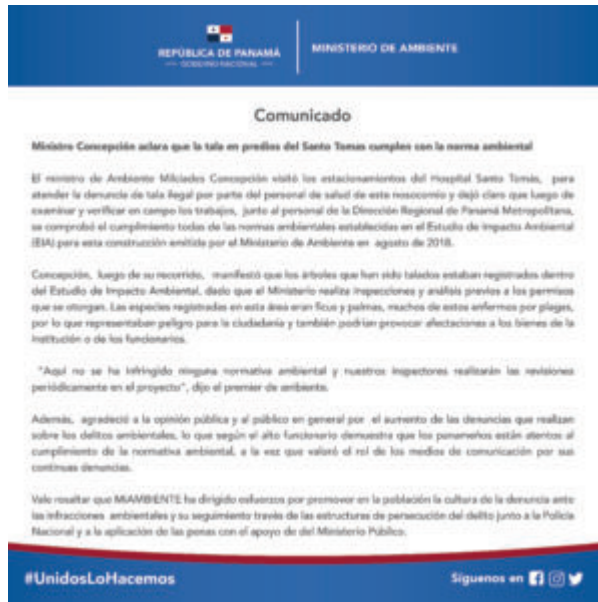 REPÚBLICA DE PANAMÁ
— GOBIERNO NACIONAL —
MINISTERIO DE AMBIENTE
Comunicado
Ministro Concepción aclara que la tala en predios del Santo Tomas cumplen con la norma ambiental
El ministro de Ambiente Milciades Concepción visitó los estacionamientos del Hospital Santo Tomás, para
atender la denuncia de tala ilegal por parte del personal de salud de este nosocomio y dejó claro que luego de
examinar y verificar en campo los trabajos, junto al personal de la Dirección Regional de Panamá Metropolitana,
se comprobó el cumplimiento todas de las normas ambientales establecidas en el Estudio de Impacto Ambiental
(EIA) para esta construcción emitida por el Ministerio de Ambiente en agosto de 2018.
Concepción, luego de su recorrido, manifestó que los árboles que han sido talados estaban registrados dentro
del Estudio de Impacto Ambiental, dado que el Ministerio realiza inspecciones y análisis previos a los permisos
que se otorgan. Las especies registradas en esta área eran ficus y palmas, muchos de estos enfermos por plagas,
por lo que representaban peligro para la ciudadanía y también podrían provocar afectaciones a los bienes de la
institución o de los funcionarios.
"Aquí no se ha infringido ninguna normativa ambiental y nuestros inspectores realizarán las revisiones
periódicamente en el proyecto", dijo el premier de ambiente.
Además, agradeció a la opinión pública y al público en general por el aumento de las denuncias que realizan
sobre los delitos ambientales, lo que según el alto funcionario demuestra que los panameños están atentos al
cumplimiento de la normativa ambiental, a la vez que valoró el rol de los medios de comunicación por sus
continuas denuncias.
Vale resaltar que MIAMBIENTE ha dirigido esfuerzos por promover en la población la cultura de la denuncia ante
las infracciones ambientales y su seguimiento través de las estructuras de persecución del delito junto a la Policía
Nacional y a la aplicación de las penas con el apoyo de del Ministerio Público.
#UnidosLoHacemos
Síguenos en